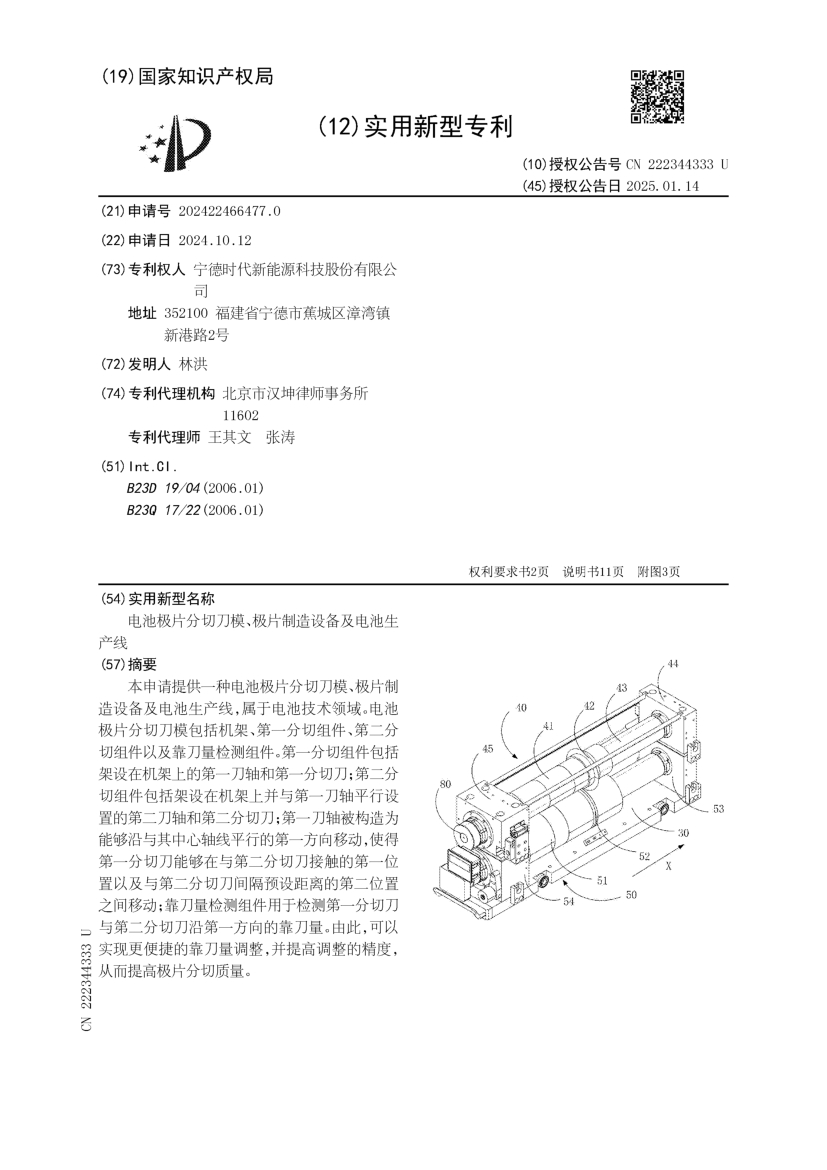 (19)国家知识产权局
(12)实用新型专利
(10)授权公告号 CN 222344333 U
(45)授权公告日 2025.01.14
(21)申请号 202422466477.0
(22)申请日 2024.10.12
(73)专利权人 宁德时代新能源科技股份有限公
司
地址 352100 福建省宁德市蕉城区漳湾镇
新港路2号
(72)发明人 林洪
(74)专利代理机构 北京市汉坤律师事务所
11602
专利代理师 王其文 张涛
(51)Int.Cl.
B23D 19/04(2006.01)
B23Q 17/22(2006.01)
权利要求书2页 说明书11页 附图3页
(54)实用新型名称
电池极片分切刀模、极片制造设备及电池生
产线
(57)摘要
本申请提供一种电池极片分切刀模、极片制
造设备及电池生产线,属于电池技术领域。电池
极片分切刀模包括机架、第一分切组件、第二分
切组件以及靠刀量检测组件。第一分切组件包括
架设在机架上的第一刀轴和第一分切刀;第二分
切组件包括架设在机架上并与第一刀轴平行设
置的第二刀轴和第二分切刀;第一刀轴被构造为
能够沿与其中心轴线平行的第一方向移动,使得
第一分切刀能够在与第二分切刀接触的第一位
置以及与第二分切刀间隔预设距离的第二位置
之间移动;靠刀量检测组件用于检测第一分切刀
与第二分切刀沿第一方向的靠刀量。由此,可以
实现更便捷的靠刀量调整,并提高调整的精度,
从而提高极片分切质量。
44
43
42
40
41
45
80
53
30
52
X
51
50
54
CN 222344333 U